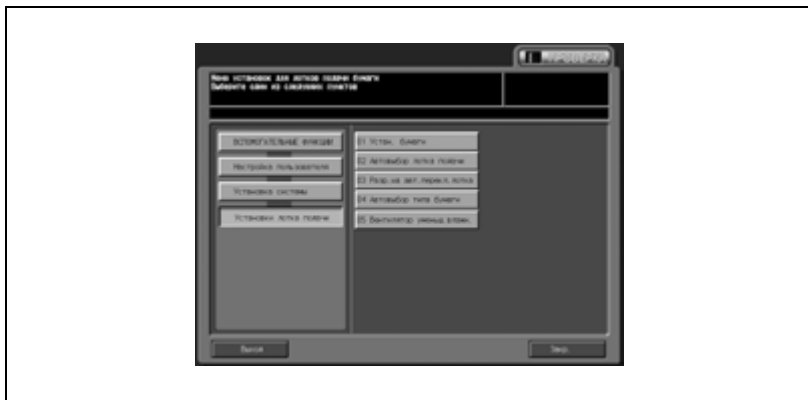 Меню установок для лотков подачи бумаги
Выберите один из следующих пунктов
ВСПОМОГАТЕЛЬНЫЕ ФУНКЦИИ
Настройка пользователя
Установка системы
Установки лотка подачи
01 Устан. бумаги
02 Автовыбор лотка подачи
03 Разр.на авт.перекл.лотка
04 Автовыбор типа бумаги
05 Вентилятор уменьш.влажн.
Выход
Закр.